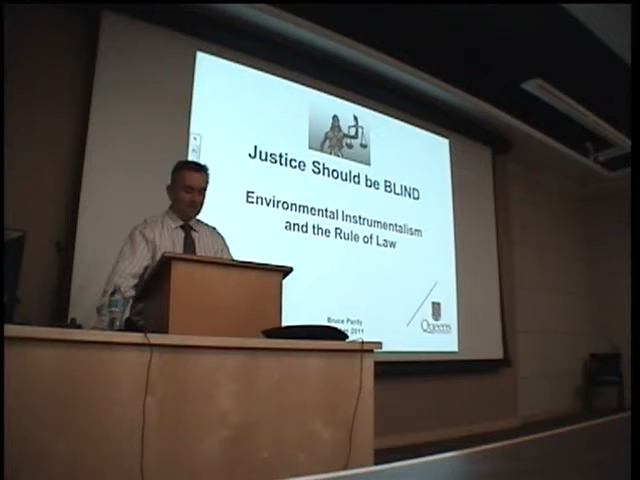 Justice Should be BLIND
Environmental Instrumentalism
and the Rule of Law
Bruce Pardy
2011
Queen's